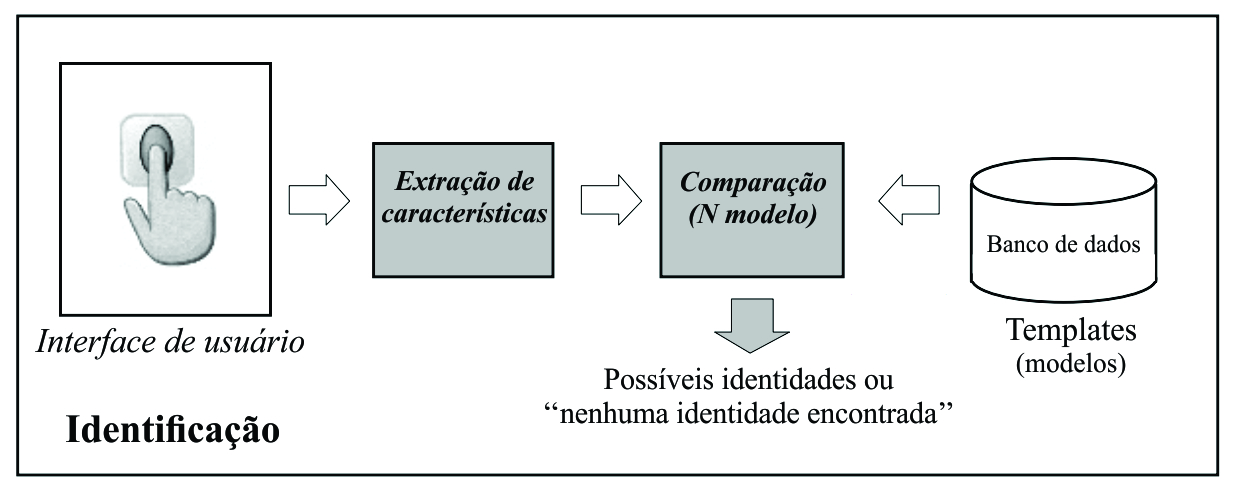 Interface de usuário
Extração de
características
Comparação
(N modelo)
Banco de dados
Templates
(modelos)
Possíveis identidades ou
“nenhuma identidade encontrada”
Identificação